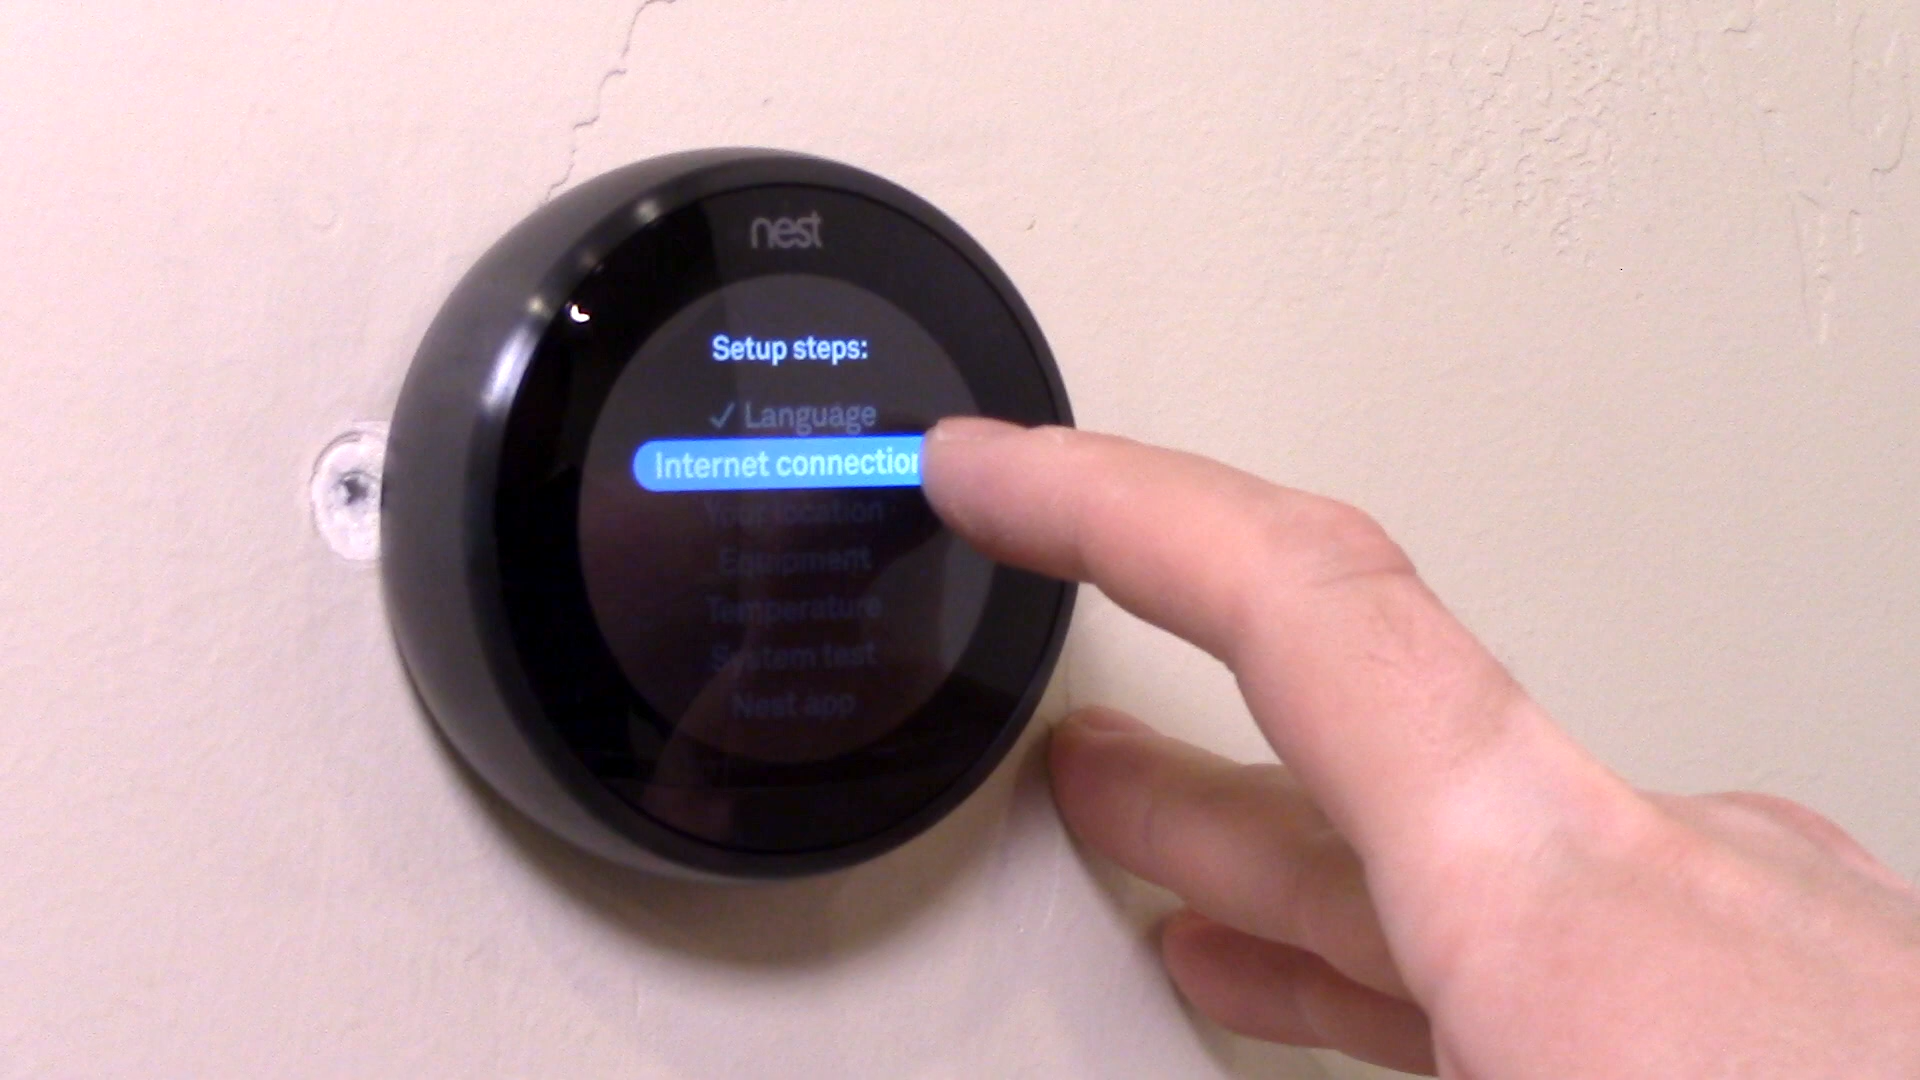 nest
Setup steps:
✓ Language
Internet connection
Your location
Equipment
Temperature
System test
Nest app